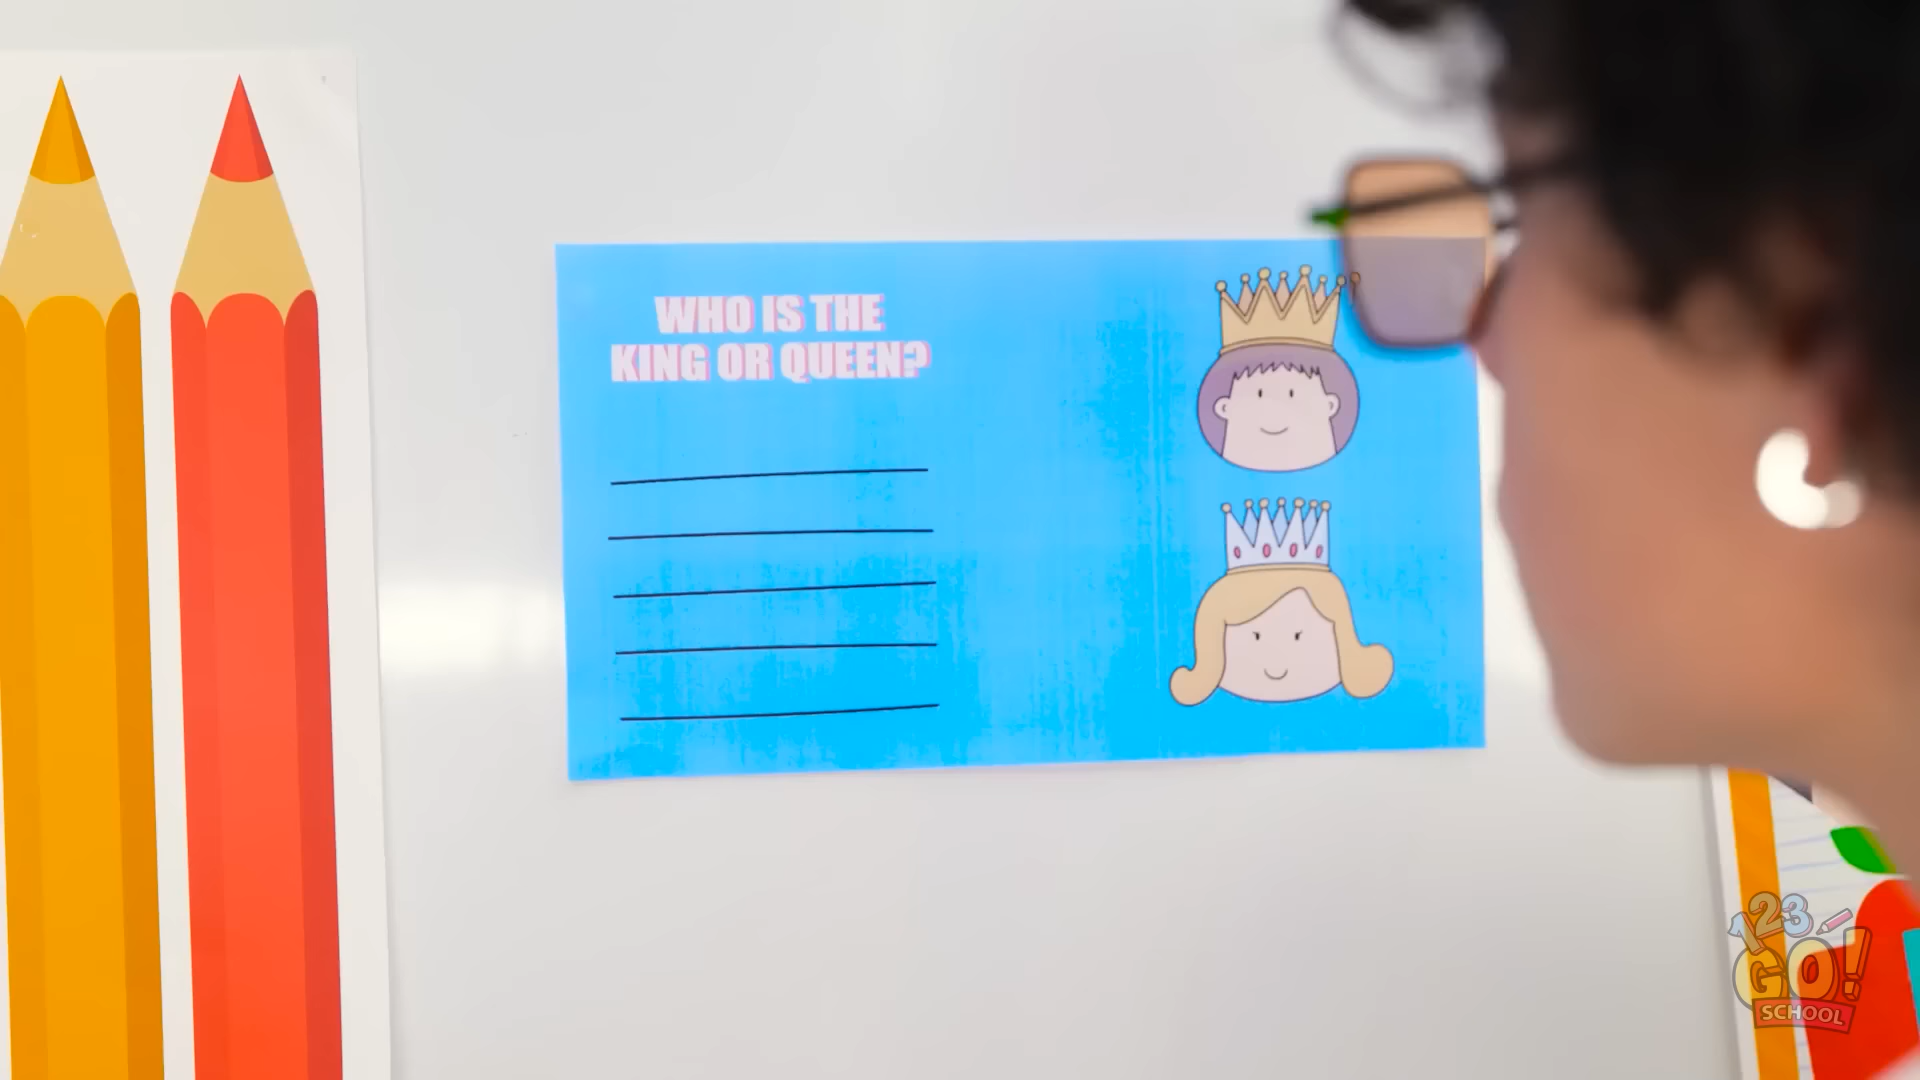 WHO IS THE
KING OR QUEEN?
123
GO!
SCHOOL